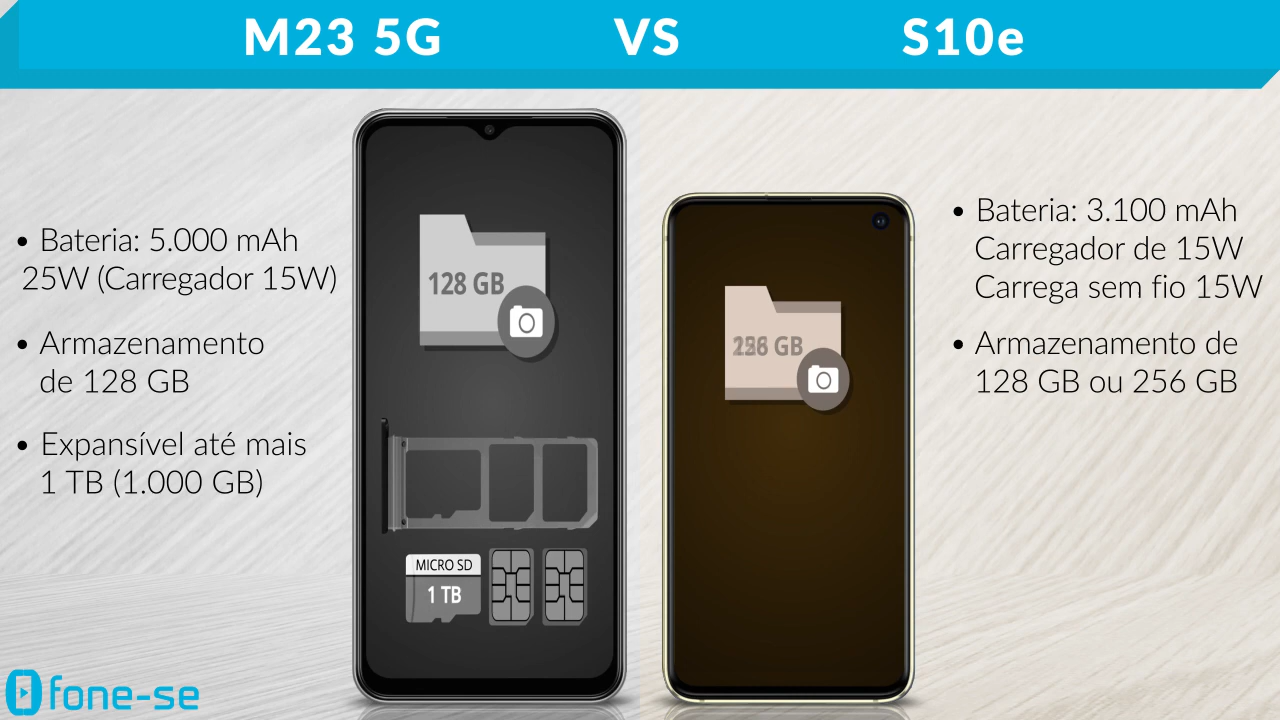 M23 5G VS S10e
• Bateria: 5.000 mAh
25W (Carregador 15W)
• Armazenamento
de 128 GB
• Expansível até mais
1 TB (1.000 GB)
128 GB
MICRO SD
1 TB
GB
• Bateria: 3.100 mAh
Carregador de 15W
Carrega sem fio 15W
• Armazenamento de
128 GB ou 256 GB
fone-se